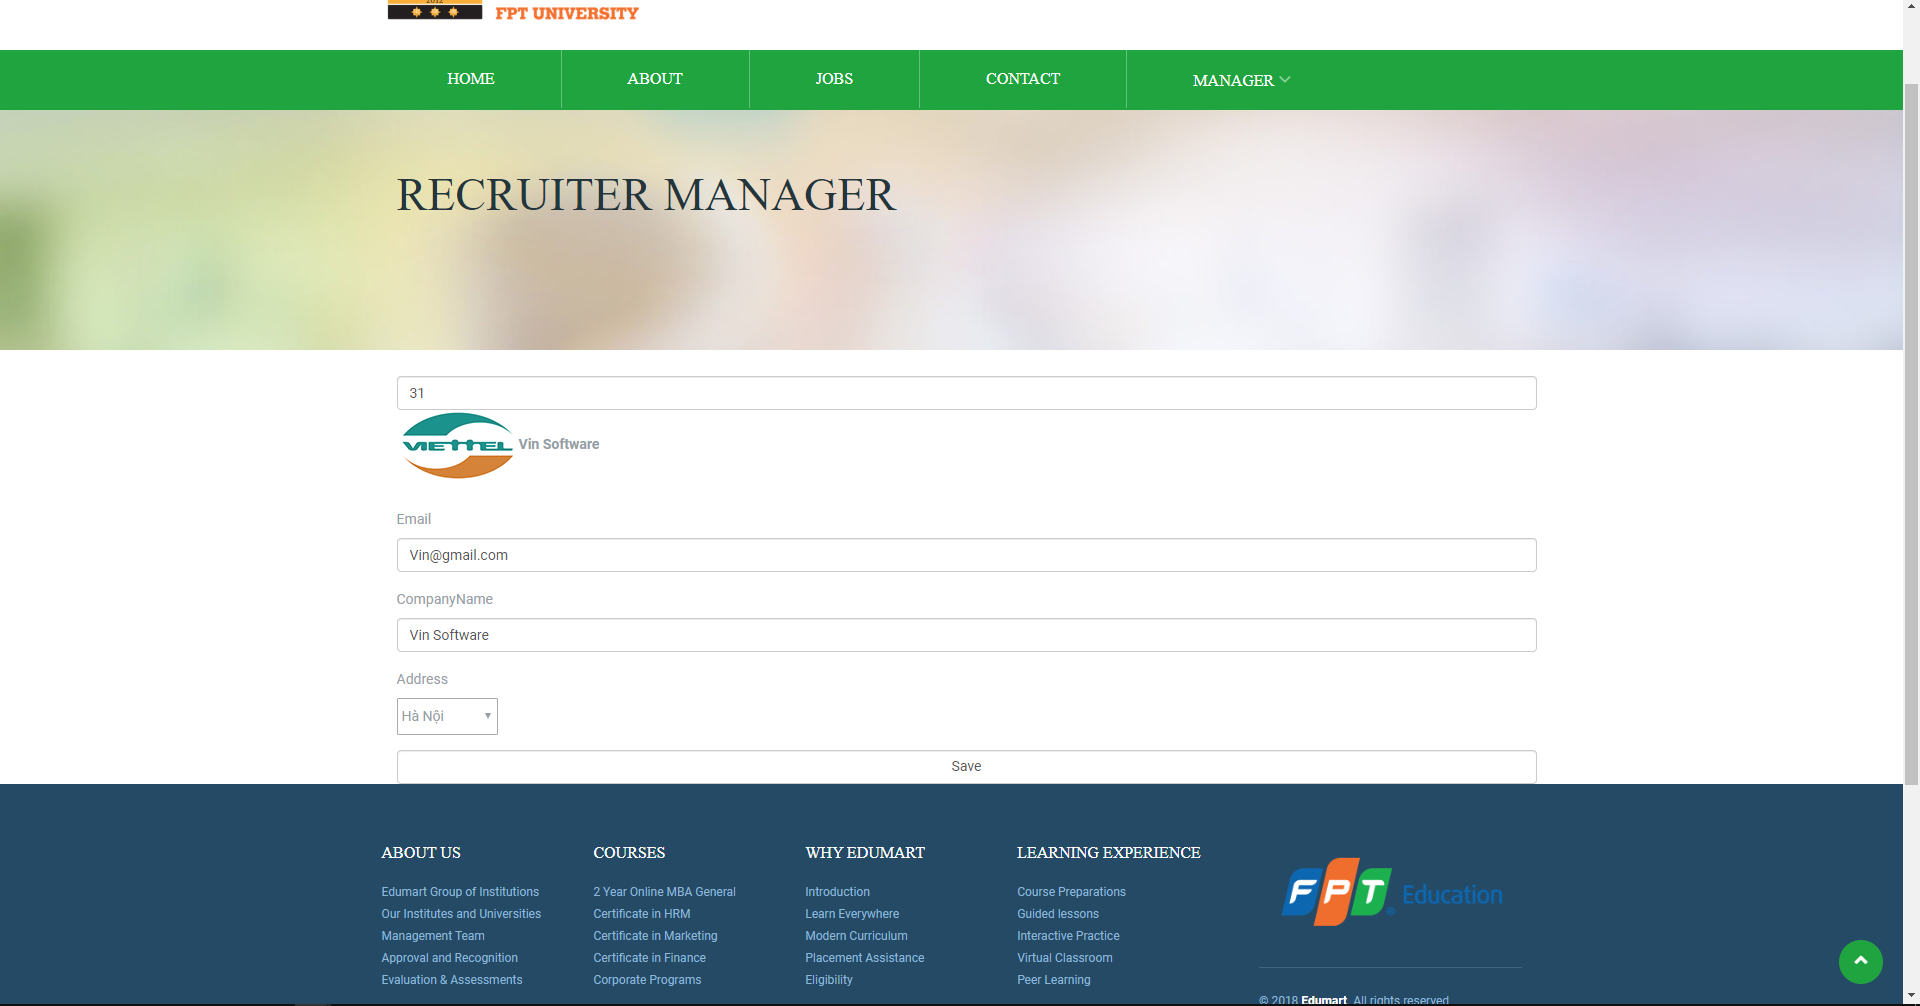 2012
FPT UNIVERSITY
HOME
ABOUT
JOBS
CONTACT
MANAGER
RECRUITER MANAGER
31
VIETTEL
Vin Software
Email
Vin@gmail.com
CompanyName
Vin Software
Address
Hà Nội
Save
ABOUT US
Edumart Group of Institutions
Our Institutes and Universities
Management Team
Approval and Recognition
Evaluation & Assessments
COURSES
2 Year Online MBA General
Certificate in HRM
Certificate in Marketing
Certificate in Finance
Corporate Programs
WHY EDUMART
Introduction
Learn Everywhere
Modern Curriculum
Placement Assistance
Eligibility
LEARNING EXPERIENCE
Course Preparations
Guided lessons
Interactive Practice
Virtual Classroom
Peer Learning
FPT® Education
© 2018 Edumart. All rights reserved